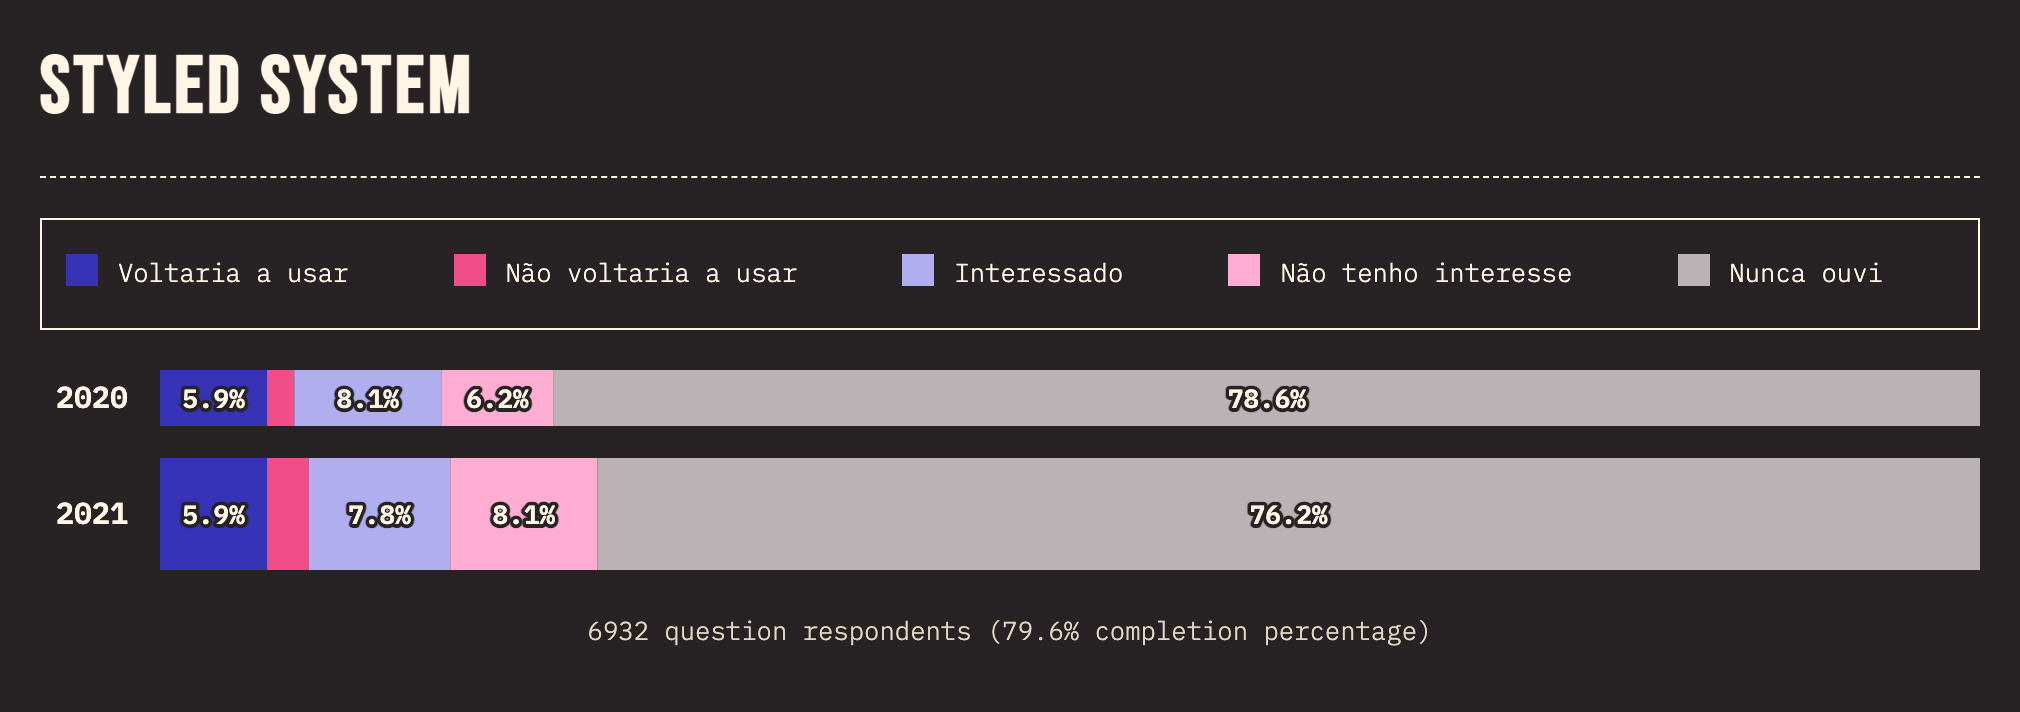 STYLED SYSTEM
Voltaria a usar Não voltaria a usar Interessado Não tenho interesse Nunca ouvi
2020 5.9% 8.1% 6.2% 78.6%
2021 5.9% 7.8% 8.1% 76.2%
6932 question respondents (79.6% completion percentage)